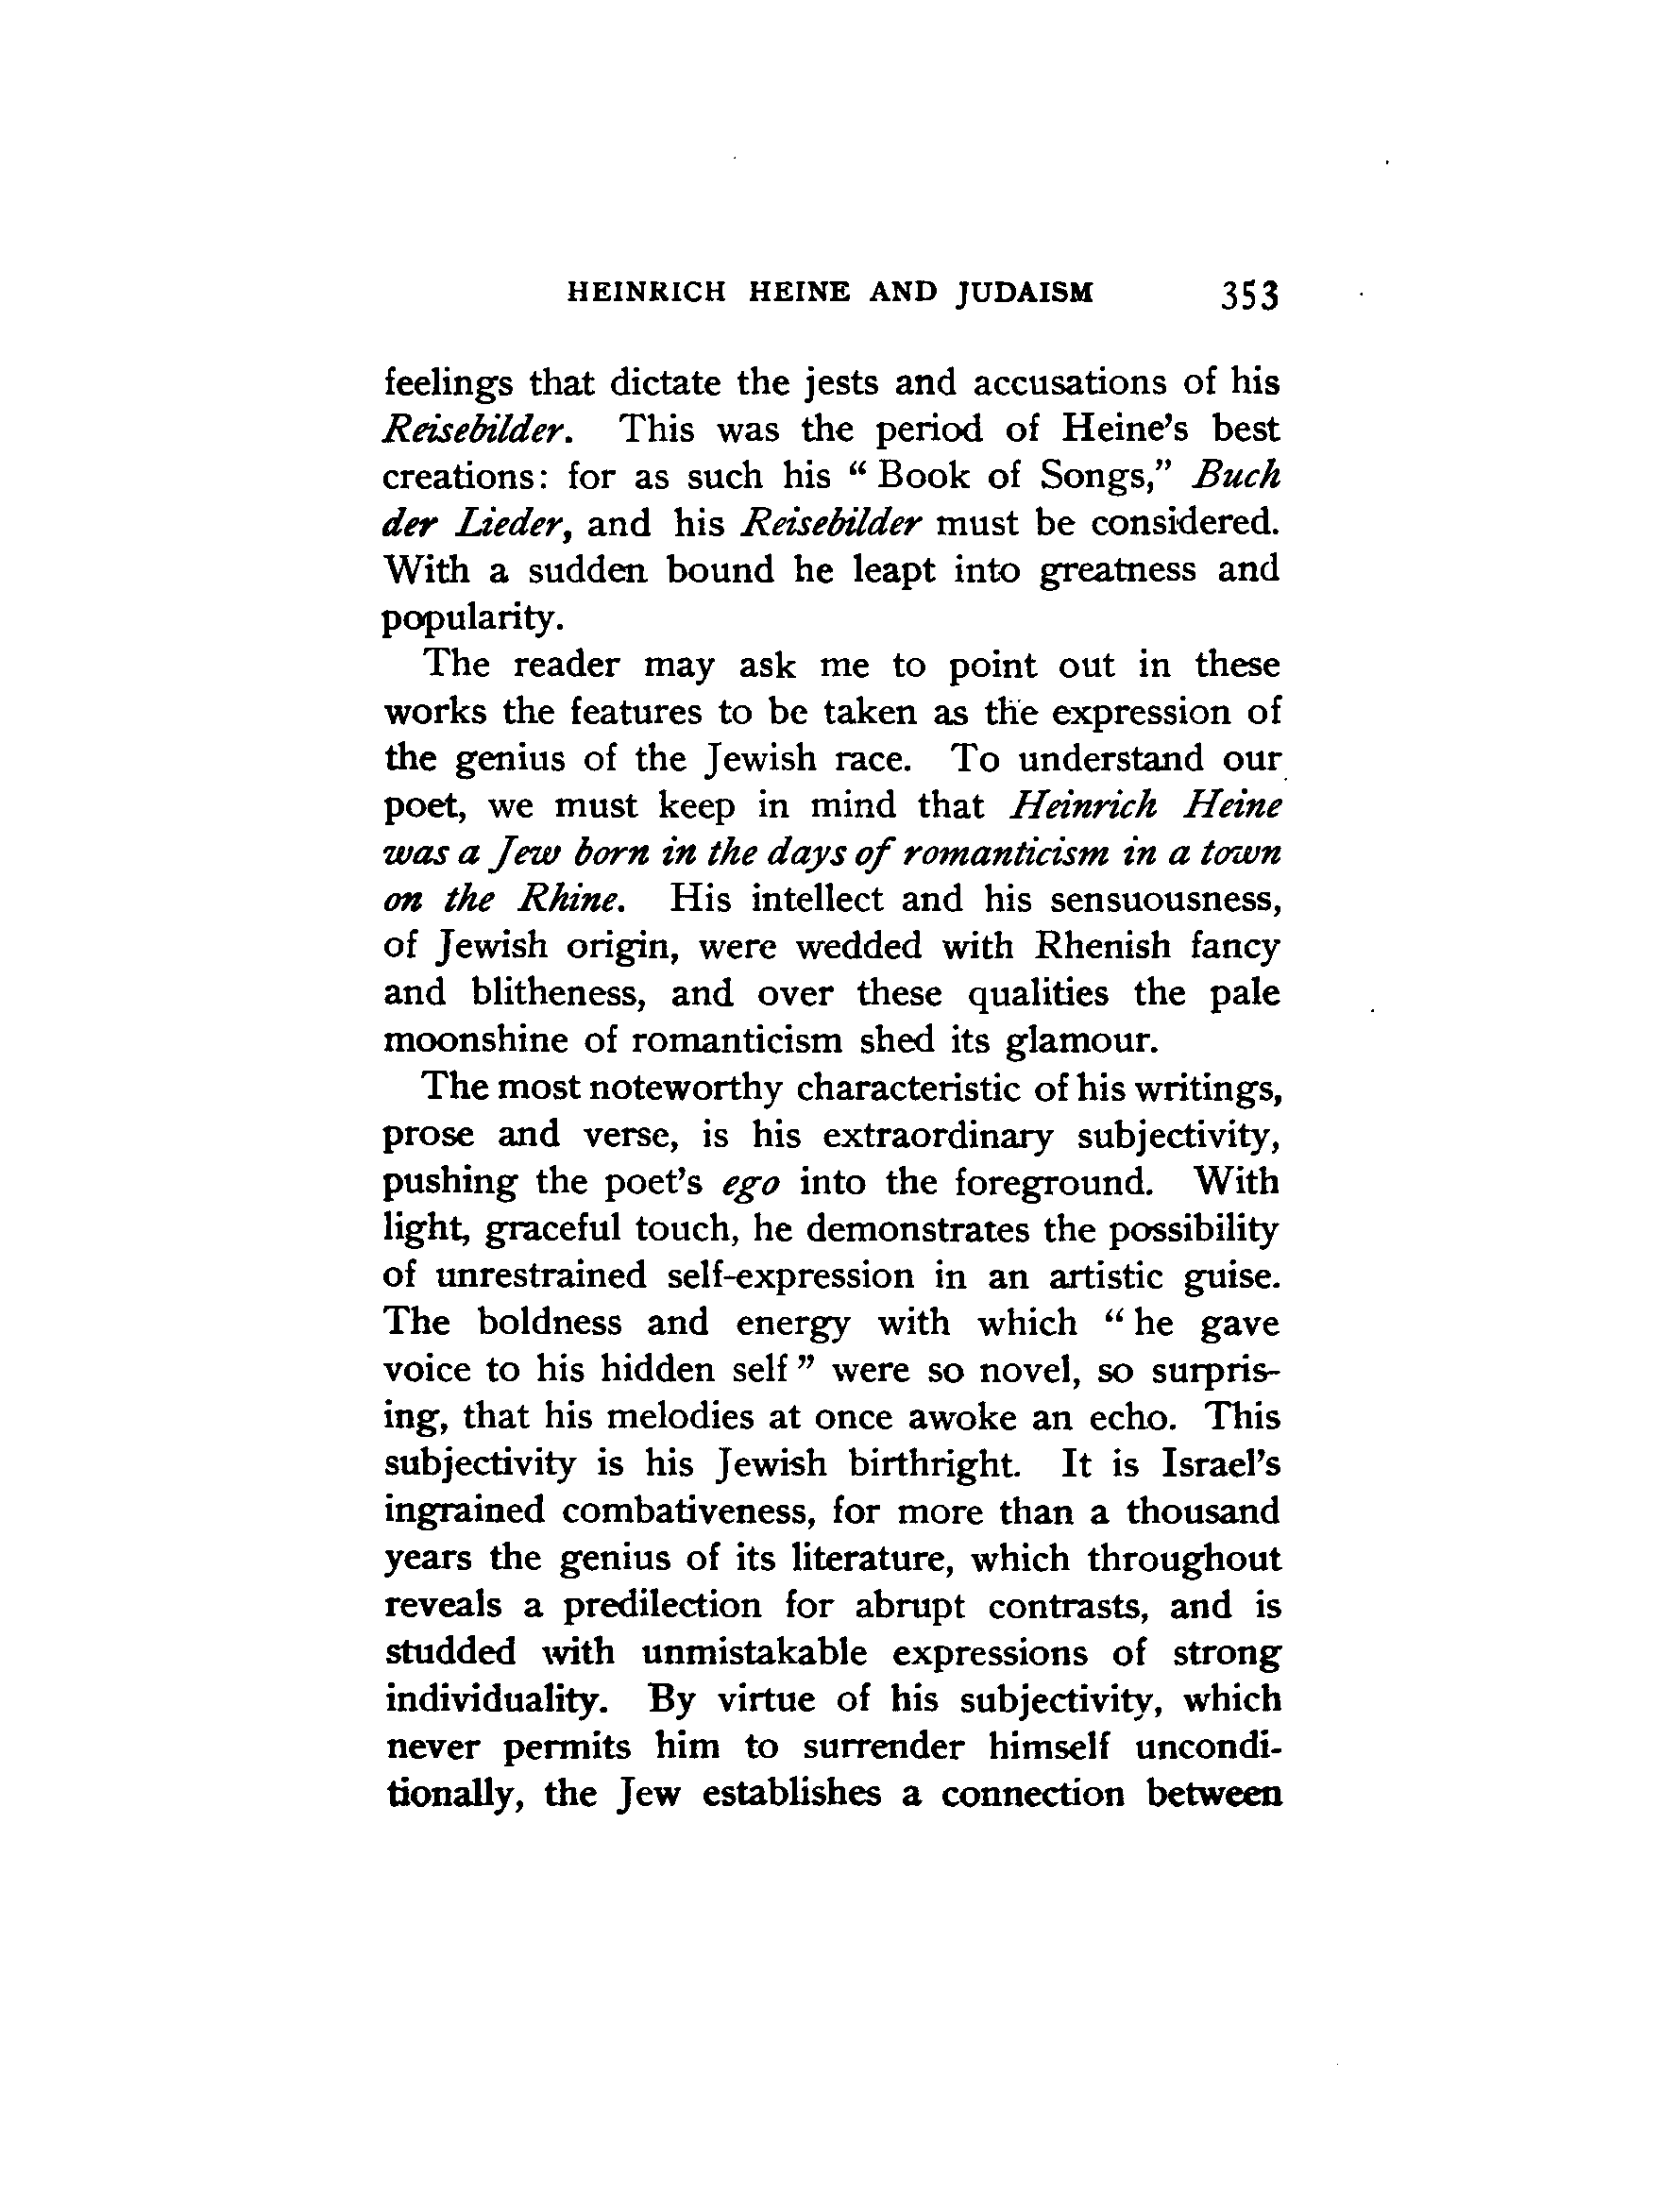 HEINRICH HEINE AND JUDAISM 353
feelings that dictate the jests and accusations of his
Reisebilder. This was the period of Heine's best
creations: for as such his “ Book of Songs,” Buch
der Lieder, and his Reisebilder must be considered.
With a sudden bound he leapt into greatness and
popularity.
The reader may ask me to point out in these
works the features to be taken as the expression of
the genius of the Jewish race. To understand our
poet, we must keep in mind that Heinrich Heine
was a Jew born in the days of romanticism in a town
on the Rhine. His intellect and his sensuousness,
of Jewish origin, were wedded with Rhenish fancy
and blitheness, and over these qualities the pale
moonshine of romanticism shed its glamour.
The most noteworthy characteristic of his writings,
prose and verse, is his extraordinary subjectivity,
pushing the poet's ego into the foreground. With
light, graceful touch, he demonstrates the possibility
of unrestrained self-expression in an artistic guise.
The boldness and energy with which “ he gave
voice to his hidden self ” were so novel, so surpris-
ing, that his melodies at once awoke an echo. This
subjectivity is his Jewish birthright. It is Israel's
ingrained combativeness, for more than a thousand
years the genius of its literature, which throughout
reveals a predilection for abrupt contrasts, and is
studded with unmistakable expressions of strong
individuality. By virtue of his subjectivity, which
never permits him to surrender himself uncondi-
tionally, the Jew establishes a connection between